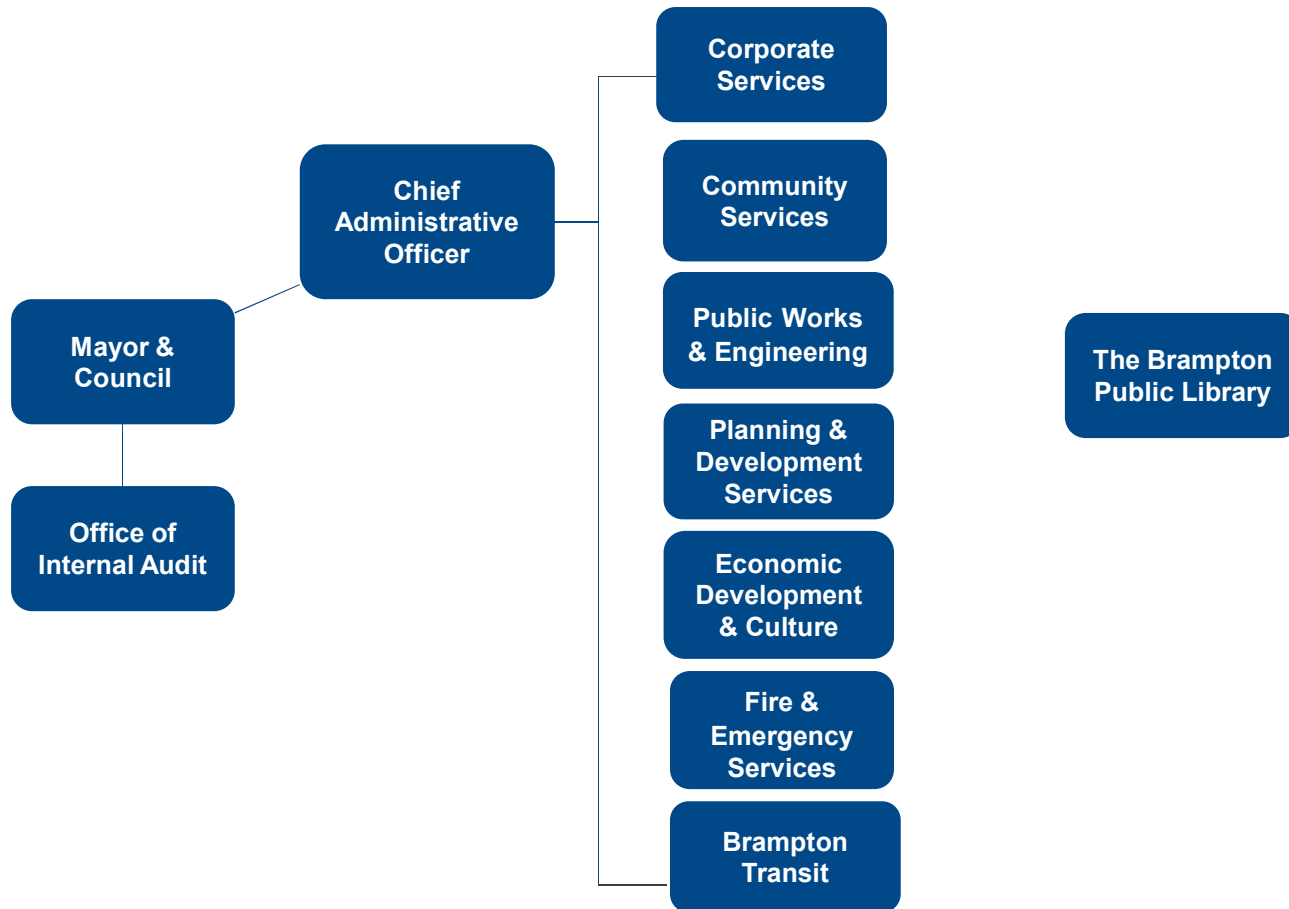 Corporate
Services
Chief
Administrative
Officer
Community
Services
Mayor &
Council
Public Works
& Engineering
The Brampton
Public Library
Planning &
Development
Services
Office of
Internal Audit
Economic
Development
& Culture
Fire &
Emergency
Services
Brampton
Transit